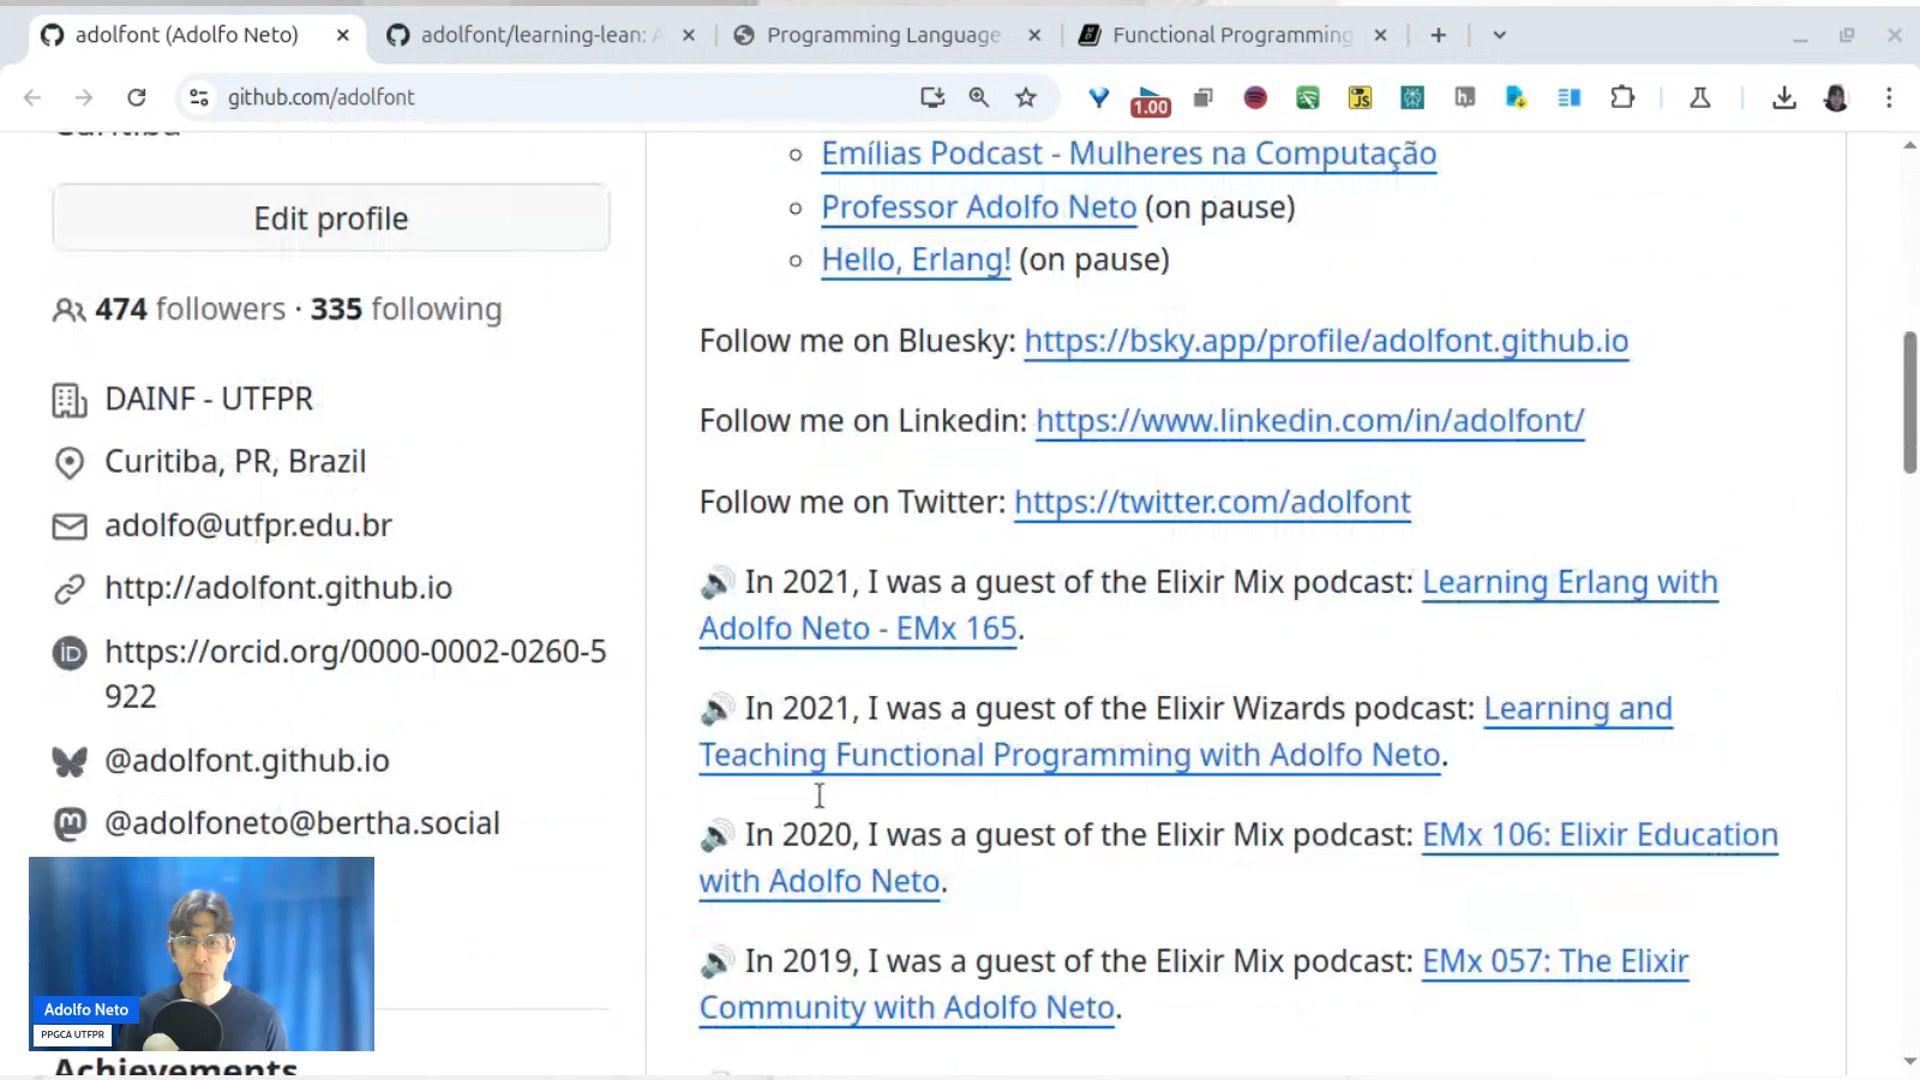 adolfont (Adolfo Neto)
adolfont/learning-lean: A
Programming Language
Functional Programming
github.com/adolfont
1.00
JS
h.
Curitiba
Edit profile
474 followers · 335 following
DAINF - UTFPR
Curitiba, PR, Brazil
adolfo@utfpr.edu.br
http://adolfont.github.io
iD
https://orcid.org/0000-0002-0260-5
922
@adolfont.github.io
@adolfoneto@bertha.social
Adolfo Neto
PPGCA UTFPR
Achievements
Emílias Podcast - Mulheres na Computação
Professor Adolfo Neto (on pause)
Hello, Erlang! (on pause)
Follow me on Bluesky: https://bsky.app/profile/adolfont.github.io
Follow me on Linkedin: https://www.linkedin.com/in/adolfont/
Follow me on Twitter: https://twitter.com/adolfont
🔊 In 2021, I was a guest of the Elixir Mix podcast: Learning Erlang with
Adolfo Neto - EMx 165.
🔊 In 2021, I was a guest of the Elixir Wizards podcast: Learning and
Teaching Functional Programming with Adolfo Neto.
🔊 In 2020, I was a guest of the Elixir Mix podcast: EMx 106: Elixir Education
with Adolfo Neto.
🔊 In 2019, I was a guest of the Elixir Mix podcast: EMx 057: The Elixir
Community with Adolfo Neto.